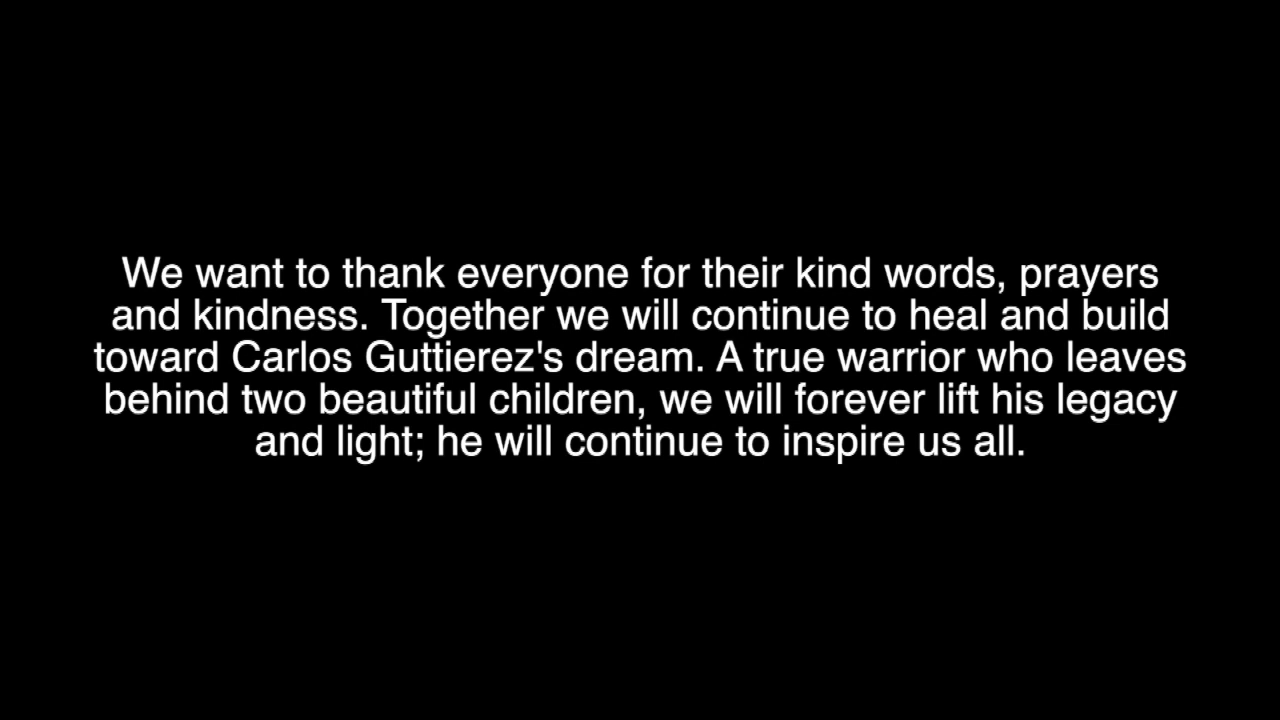 We want to thank everyone for their kind words, prayers
and kindness. Together we will continue to heal and build
toward Carlos Guttierez's dream. A true warrior who leaves
behind two beautiful children, we will forever lift his legacy
and light; he will continue to inspire us all.